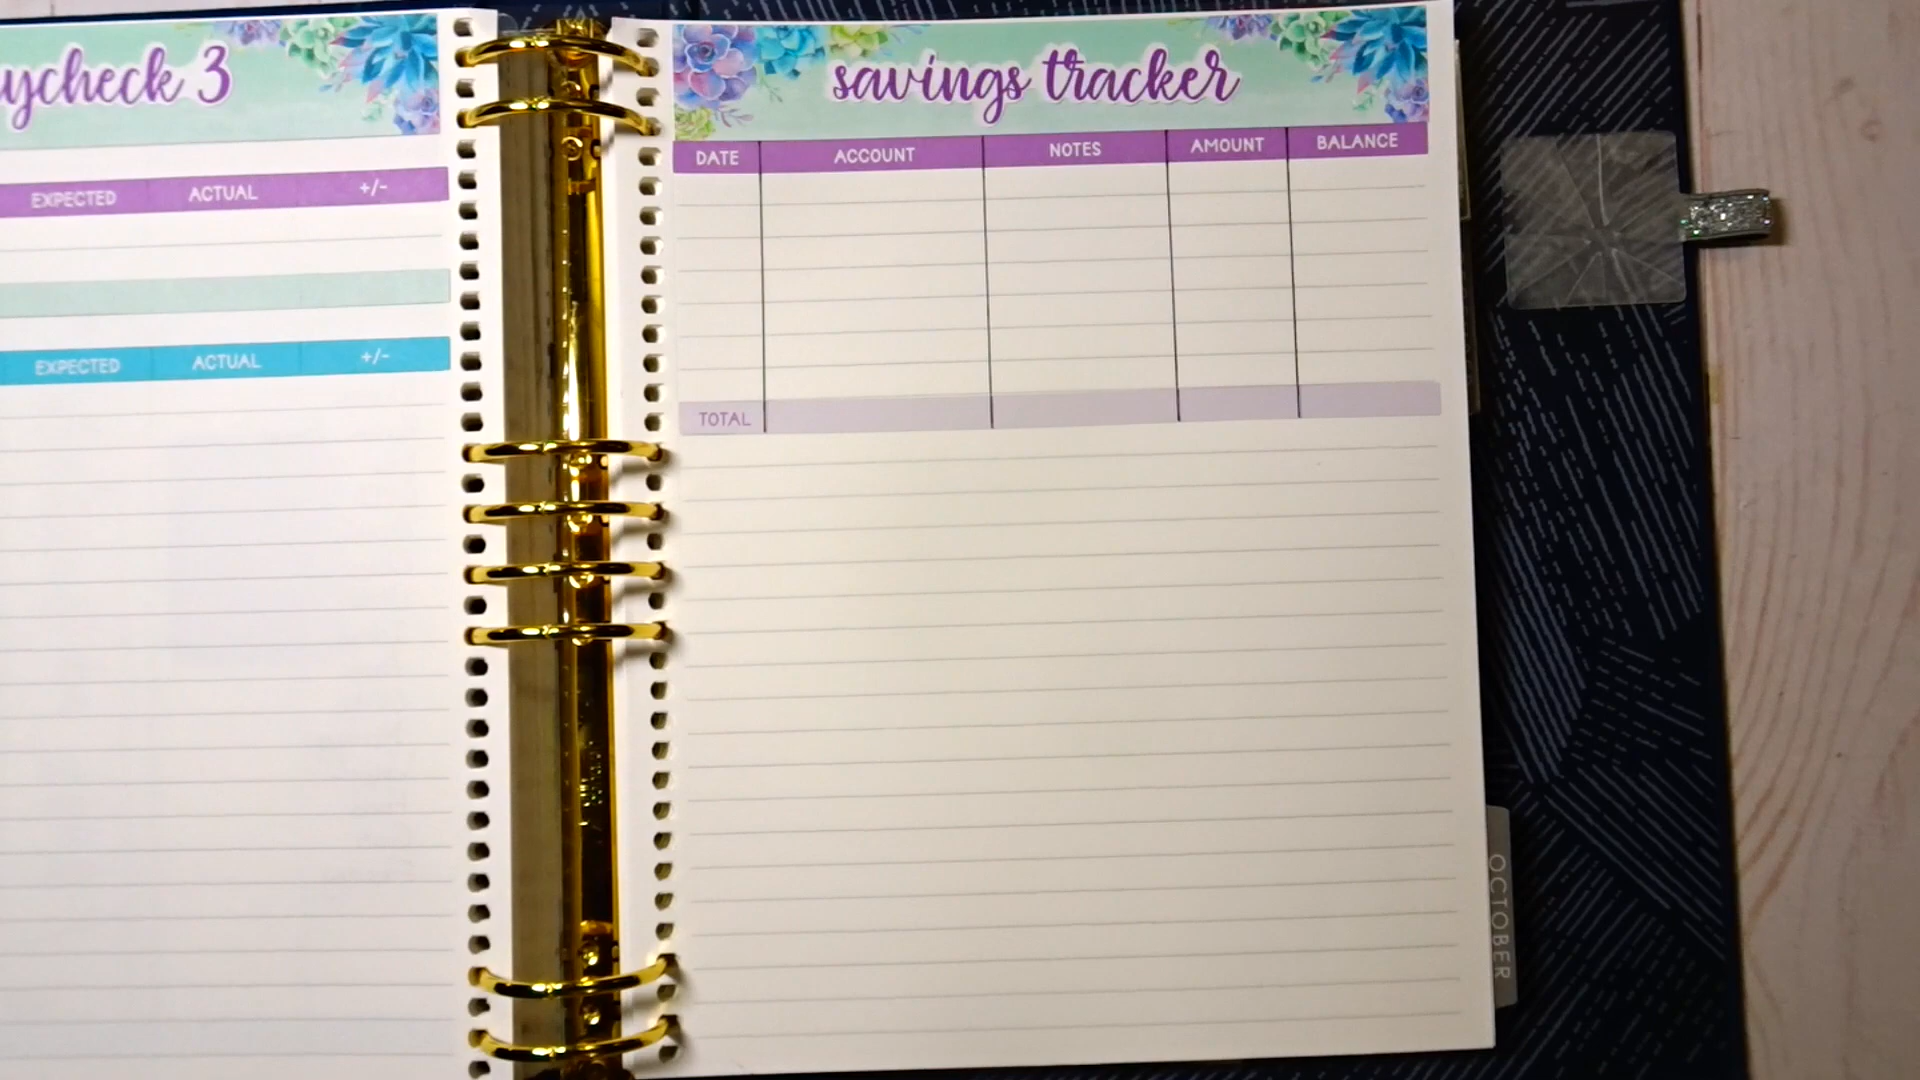 ycheck 3
EXPECTED ACTUAL +/-
EXPECTED ACTUAL +/-
savings tracker
DATE ACCOUNT NOTES AMOUNT BALANCE
TOTAL
OCTOBER